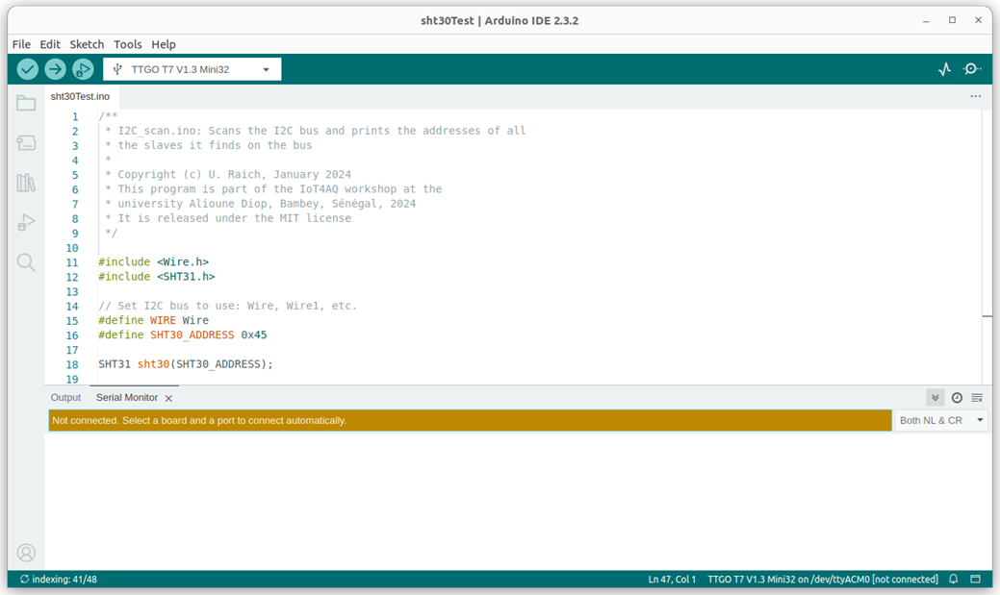 sht30Test | Arduino IDE 2.3.2
File Edit Sketch Tools Help
TTGO T7 V1.3 Mini32
sht30Test.ino
1 /**
2 * I2C_scan.ino: Scans the I2C bus and prints the addresses of all
3 * the slaves it finds on the bus
4 *
5 * Copyright (c) U. Raich, January 2024
6 * This program is part of the IoT4AQ workshop at the
7 * university Alioune Diop, Bambey, Sénégal, 2024
8 * It is released under the MIT license
9 */
10
11 #include <Wire.h>
12 #include <SHT31.h>
13
14 // Set I2C bus to use: Wire, Wire1, etc.
15 #define WIRE Wire
16 #define SHT30_ADDRESS 0x45
17
18 SHT31 sht30(SHT30_ADDRESS);
19
Output Serial Monitor
Not connected. Select a board and a port to connect automatically. Both NL & CR
indexing: 41/48 Ln 47, Col 1 TTGO T7 V1.3 Mini32 on /dev/ttyACM0 [not connected]